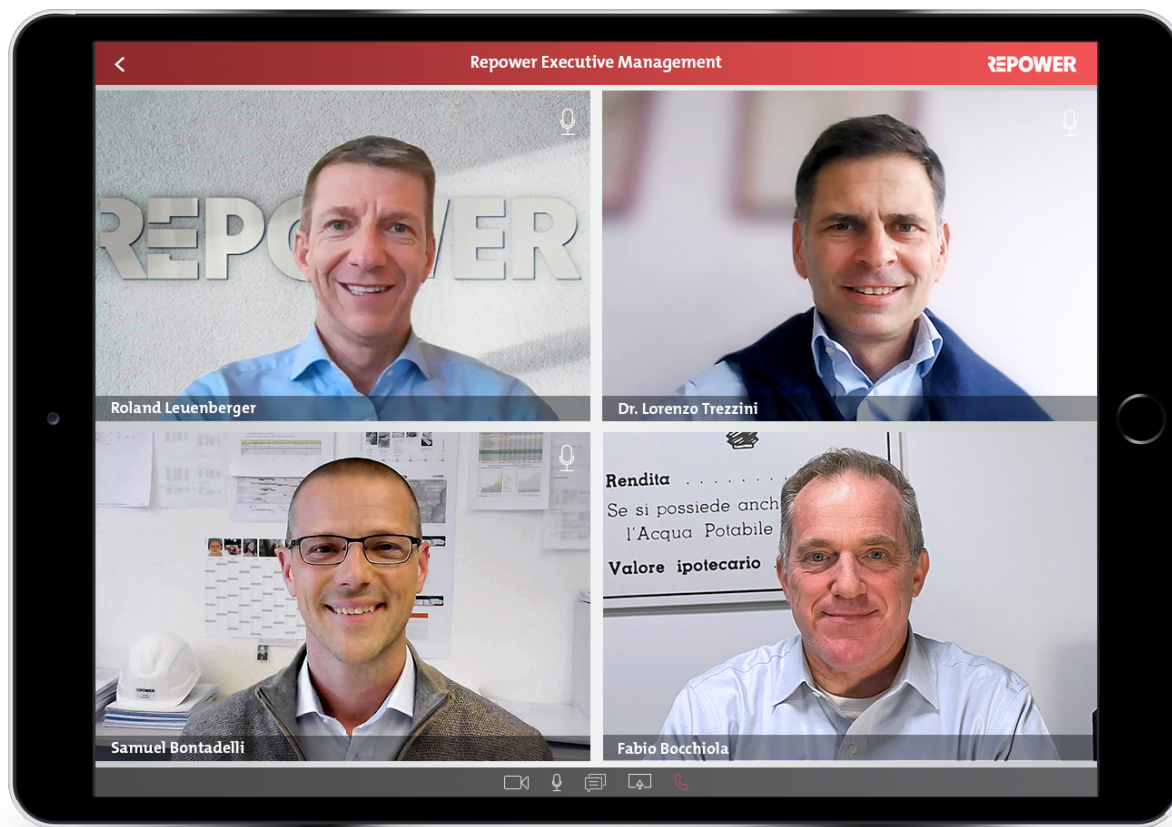 Repower Executive Management
REPOWER
REPOWER
Roland Leuenberger
Dr. Lorenzo Trezzini
Rendita . . . . . . .
Se si possiede anch
l'Acqua Potabile
Valore ipotecario
REPOWER
Samuel Bontadelli
Fabio Bocchiola